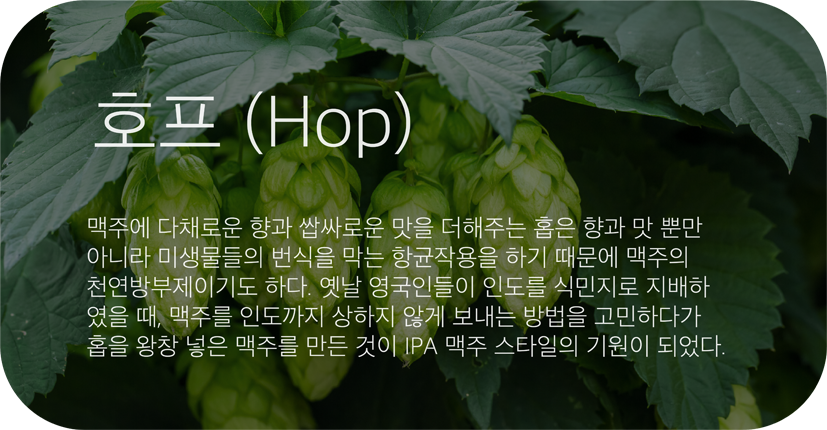 호프 (Hop)
맥주에 다채로운 향과 쌉싸로운 맛을 더해주는 홉은 향과 맛 뿐만
아니라 미생물들의 번식을 막는 항균작용을 하기 때문에 맥주의
천연방부제이기도 하다. 옛날 영국인들이 인도를 식민지로 지배하
였을 때, 맥주를 인도까지 상하지 않게 보내는 방법을 고민하다가
홉을 왕창 넣은 맥주를 만든 것이 IPA 맥주 스타일의 기원이 되었다.